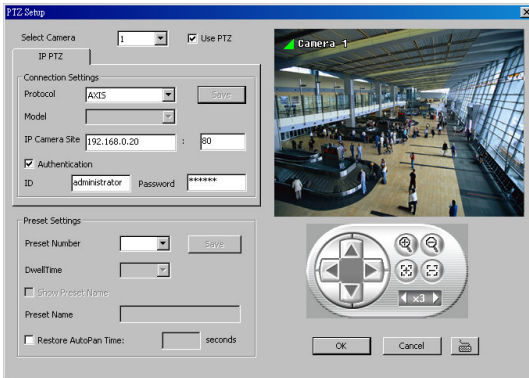 PTZ Setup
Select Camera 1 Use PTZ
IP PTZ
Connection Settings
Protocol AXIS Save
Model
IP Camera Site 192.168.0.20 : 80
Authentication
ID administrator Password ******
Preset Settings
Preset Number Save
DwellTime
Show Preset Name
Preset Name
Restore AutoPan Time: seconds
Camera 1
x3
OK Cancel